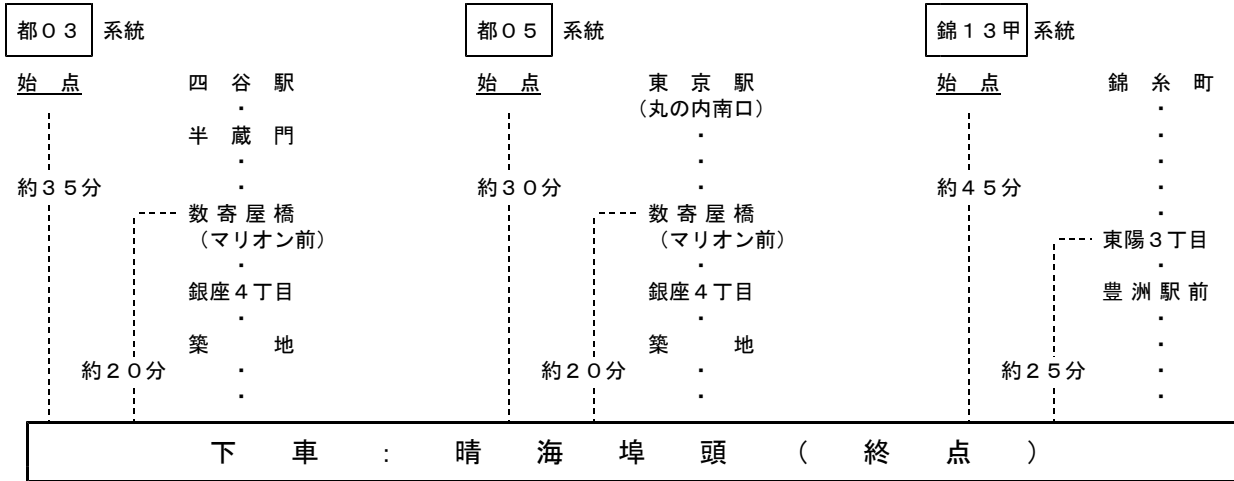 都０３ 系統
始 点
四 谷 駅
・
半 蔵 門
・
・
約３５分
数 寄 屋 橋
（マリオン前）
・
銀座４丁目
・
築 地
約２０分
・
・
都０５ 系統
始 点
東 京 駅
（丸の内南口）
・
・
・
約３０分
数 寄 屋 橋
（マリオン前）
・
銀座４丁目
・
築 地
約２０分
・
・
錦１３甲 系統
始 点
錦 糸 町
・
・
・
・
・
約４５分
東陽３丁目
・
豊 洲 駅 前
・
・
約２５分
・
・
下 車 : 晴 海 埠 頭 （ 終 点 ）